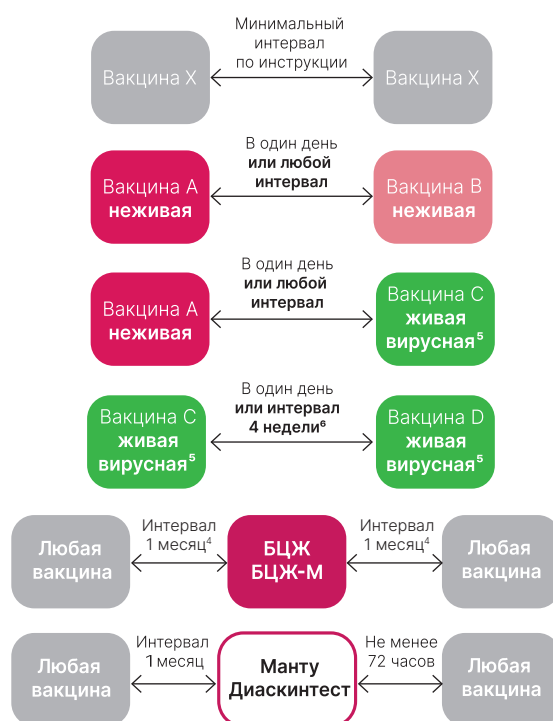 Минимальный
интервал
по инструкции
Вакцина X
Вакцина X
В один день
или любой
интервал
Вакцина A
неживая
Вакцина B
неживая
В один день
или любой
интервал
Вакцина A
неживая
Вакцина C
живая
вирусная⁵
В один день
или интервал
4 недели⁶
Вакцина C
живая
вирусная⁵
Вакцина D
живая
вирусная⁵
Любая
вакцина
Интервал
1 месяц⁴
БЦЖ
БЦЖ-М
Интервал
1 месяц⁴
Любая
вакцина
Любая
вакцина
Интервал
1 месяц
Манту
Диаскинтест
Не менее
72 часов
Любая
вакцина